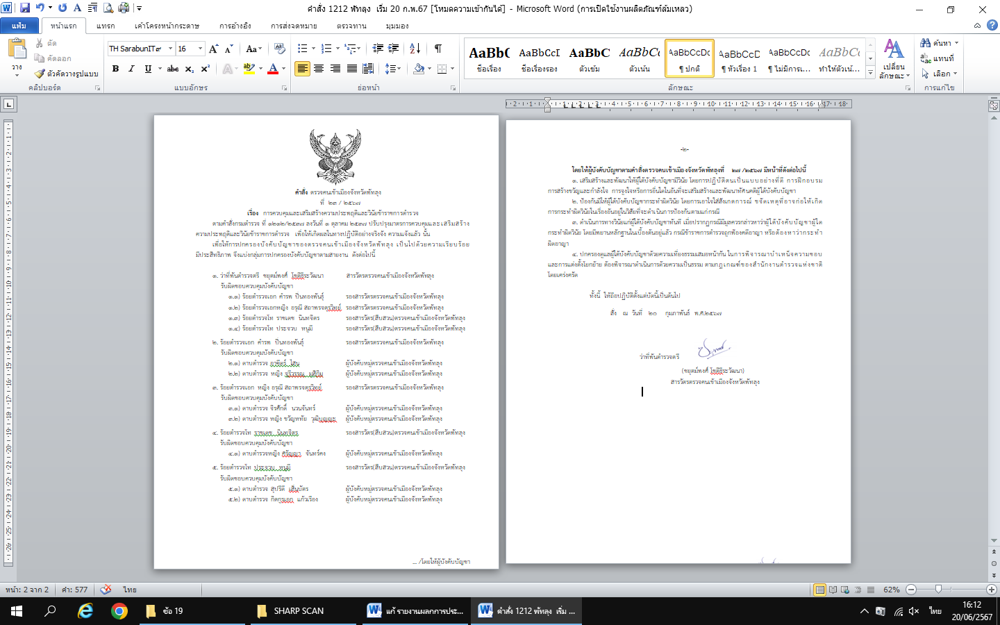 คำสั่ง 1212 พัทลุง เริ่ม 20 ก.พ.67 [โหมดความเข้ากันได้] - Microsoft Word (การเปิดใช้งานผลิตภัณฑ์ล้มเหลว)
แฟ้ม หน้าแรก แทรก เค้าโครงหน้ากระดาษ การอ้างอิง การส่งจดหมาย ตรวจทาน มุมมอง
วาง
ตัด
คัดลอก
ตัวคัดวางรูปแบบ
คลิปบอร์ด
TH SarabunIT๙ 16
แบบอักษร
ย่อหน้า
ชื่อเรื่อง ชื่อเรื่องรอง ตัวเข้ม ตัวเน้น ¶ ปกติ ¶ หัวเรื่อง 1 ¶ ไม่มีการเ... ทำให้ตัวเน้...
ลักษณะ
เปลี่ยน
ลักษณะ
ค้นหา
แทนที่
เลือก
การแก้ไข
คำสั่ง ตรวจคนเข้าเมืองจังหวัดพัทลุง
ที่ ๒๓ / ๒๕๖๗
เรื่อง การควบคุมและเสริมสร้างความประพฤติและวินัยข้าราชการตำรวจ
ตามคำสั่งกรมตำรวจ ที่ ๑๒๑๒/๒๕๓๗ ลงวันที่ ๑ ตุลาคม ๒๕๓๗ ปรับปรุงมาตรการควบคุมและเสริมสร้าง
ความประพฤติและวินัยข้าราชการตำรวจ เพื่อให้เกิดผลในทางปฏิบัติอย่างจริงจัง ความแจ้งแล้ว นั้น
เพื่อให้การปกครองบังคับบัญชาของตรวจคนเข้าเมืองจังหวัดพัทลุง เป็นไปด้วยความเรียบร้อย
มีประสิทธิภาพ จึงแบ่งกลุ่มการปกครองบังคับบัญชาตามสายงาน ดังต่อไปนี้
๑. ว่าที่พันตำรวจตรี ชยุตม์พงศ์ โชติธีระวัฒนา สารวัตรตรวจคนเข้าเมืองจังหวัดพัทลุง
รับผิดชอบควบคุมบังคับบัญชา
๑.๑) ร้อยตำรวจเอก คำรพ ปิ่นทองพันธุ์ รองสารวัตรตรวจคนเข้าเมืองจังหวัดพัทลุง
๑.๒) ร้อยตำรวจเอกหญิง อรุณี สถาพรจตุรวิทย์ รองสารวัตรตรวจคนเข้าเมืองจังหวัดพัทลุง
๑.๓) ร้อยตำรวจโท ราชเดช นินทจิตร รองสารวัตร(สืบสวน)ตรวจคนเข้าเมืองจังหวัดพัทลุง
๑.๔) ร้อยตำรวจโท ประจวบ หนูมี รองสารวัตร(สืบสวน)ตรวจคนเข้าเมืองจังหวัดพัทลุง
๒. ร้อยตำรวจเอก คำรพ ปิ่นทองพันธุ์ รองสารวัตรตรวจคนเข้าเมืองจังหวัดพัทลุง
รับผิดชอบควบคุมบังคับบัญชา
๒.๑) ดาบตำรวจ อาทิตร์ ไสน ผู้บังคับหมู่ตรวจคนเข้าเมืองจังหวัดพัทลุง
๒.๒) ดาบตำรวจ หญิง ผู้บังคับหมู่ตรวจคนเข้าเมืองจังหวัดพัทลุง
๓. ร้อยตำรวจเอก หญิง อรุณี สถาพรจตุรวิทย์ รองสารวัตรตรวจคนเข้าเมืองจังหวัดพัทลุง
รับผิดชอบควบคุมบังคับบัญชา
๓.๑) ดาบตำรวจ จิรศักดิ์ นวนจันทร์ ผู้บังคับหมู่ตรวจคนเข้าเมืองจังหวัดพัทลุง
๓.๒) ดาบตำรวจ หญิง ขวัญหทัย วุฒิบุญญะ ผู้บังคับหมู่ตรวจคนเข้าเมืองจังหวัดพัทลุง
๔. ร้อยตำรวจโท ราชเดช นินทจิตร รองสารวัตร(สืบสวน)ตรวจคนเข้าเมืองจังหวัดพัทลุง
รับผิดชอบควบคุมบังคับบัญชา
๔.๑) ดาบตำรวจหญิง ศรัญญา จันทร์คง ผู้บังคับหมู่ตรวจคนเข้าเมืองจังหวัดพัทลุง
๕. ร้อยตำรวจโท ประจวบ หนูมี รองสารวัตร(สืบสวน)ตรวจคนเข้าเมืองจังหวัดพัทลุง
รับผิดชอบควบคุมบังคับบัญชา
๕.๑) ดาบตำรวจ สุปรีดี เส็นบัตร ผู้บังคับหมู่ตรวจคนเข้าเมืองจังหวัดพัทลุง
๕.๒) ดาบตำรวจ กิตกรเอก แก้วเรือง ผู้บังคับหมู่ตรวจคนเข้าเมืองจังหวัดพัทลุง
... /โดยให้ผู้บังคับบัญชา
-๒-
โดยให้ผู้บังคับบัญชาตามคำสั่งตรวจคนเข้าเมืองจังหวัดพัทลุงที่ ๒๗ /๒๕๖๗ มีหน้าที่ดังต่อไปนี้
๑. เสริมสร้างและพัฒนาให้ผู้ใต้บังคับบัญชามีวินัย โดยการปฏิบัติตนเป็นแบบอย่างที่ดี การฝึกอบรม
การสร้างขวัญและกำลังใจ การจูงใจหรือการอื่นใดในอันที่จะเสริมสร้างและพัฒนาทัศนคติผู้ใต้บังคับบัญชา
๒. ป้องกันมิให้ผู้ใต้บังคับบัญชากระทำผิดวินัย โดยการเอาใจใส่สังเกตการณ์ ขจัดเหตุที่อาจก่อให้เกิด
การกระทำผิดวินัยในเรื่องอันอยู่ในวิสัยที่จะดำเนินการป้องกันตามแก่กรณี
๓. ดำเนินการทางวินัยแก่ผู้ใต้บังคับบัญชาทันที เมื่อปรากฏกรณีมีมูลควรกล่าวหาว่าผู้ใต้บังคับบัญชาผู้ใด
กระทำผิดวินัย โดยมีพยานหลักฐานในเบื้องต้นอยู่แล้ว กรณีข้าราชการตำรวจถูกฟ้องคดีอาญา หรือต้องหาว่ากระทำ
ผิดอาญา
๔. ปกครองดูแลผู้ใต้บังคับบัญชาด้วยความเที่ยงธรรมเสมอหน้ากัน ในการพิจารณาบำเหน็จความชอบ
และการแต่งตั้งโยกย้าย ต้องพิจารณาดำเนินการด้วยความเป็นธรรม ตามกฎเกณฑ์ของสำนักงานตำรวจแห่งชาติ
โดยเคร่งครัด
ทั้งนี้ ให้ถือปฏิบัติตั้งแต่บัดนี้เป็นต้นไป
สั่ง ณ วันที่ ๒๐ กุมภาพันธ์ พ.ศ.๒๕๖๗
ว่าที่พันตำรวจตรี
(ชยุตม์พงศ์ โชติธีระวัฒนา)
สารวัตรตรวจคนเข้าเมืองจังหวัดพัทลุง
หน้า: 2 จาก 2 คำ: 577 ไทย 62%
ข้อ 19 SHARP SCAN แก้ รายงานผลการประ... คำสั่ง 1212 พัทลุง เริ่ม ... ไทย 16:12
20/06/2567